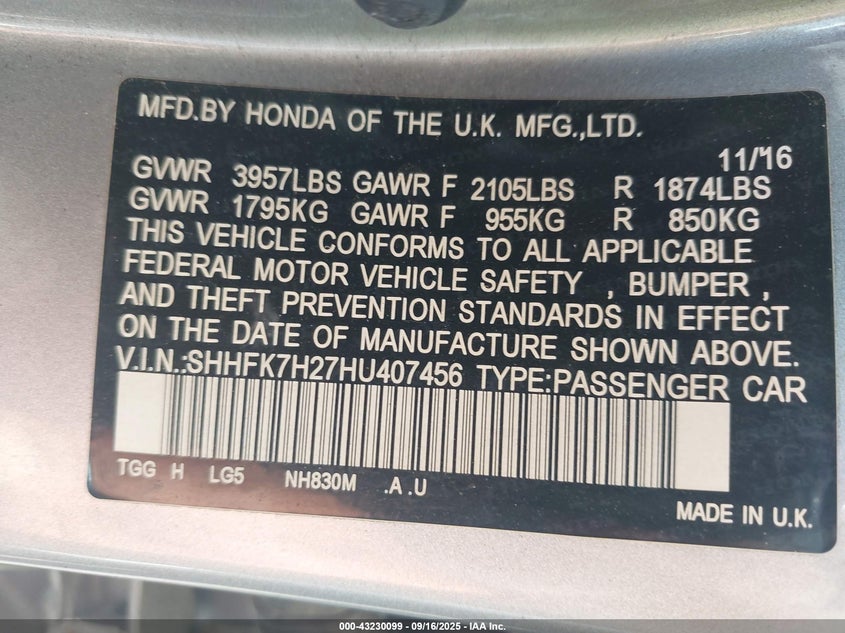 MFD.BY HONDA OF THE U.K. MFG.,LTD.
11/16
GVWR 3957LBS GAWR F 2105LBS R 1874LBS
GVWR 1795KG GAWR F 955KG R 850KG
THIS VEHICLE CONFORMS TO ALL APPLICABLE
FEDERAL MOTOR VEHICLE SAFETY , BUMPER ,
AND THEFT PREVENTION STANDARDS IN EFFECT
ON THE DATE OF MANUFACTURE SHOWN ABOVE.
V.I.N.:SHHFK7H27HU407456 TYPE:PASSENGER CAR
TGG H LG5 NH830M .A .U
MADE IN U.K.
000-43230099 - 09/16/2025 - IAA Inc.